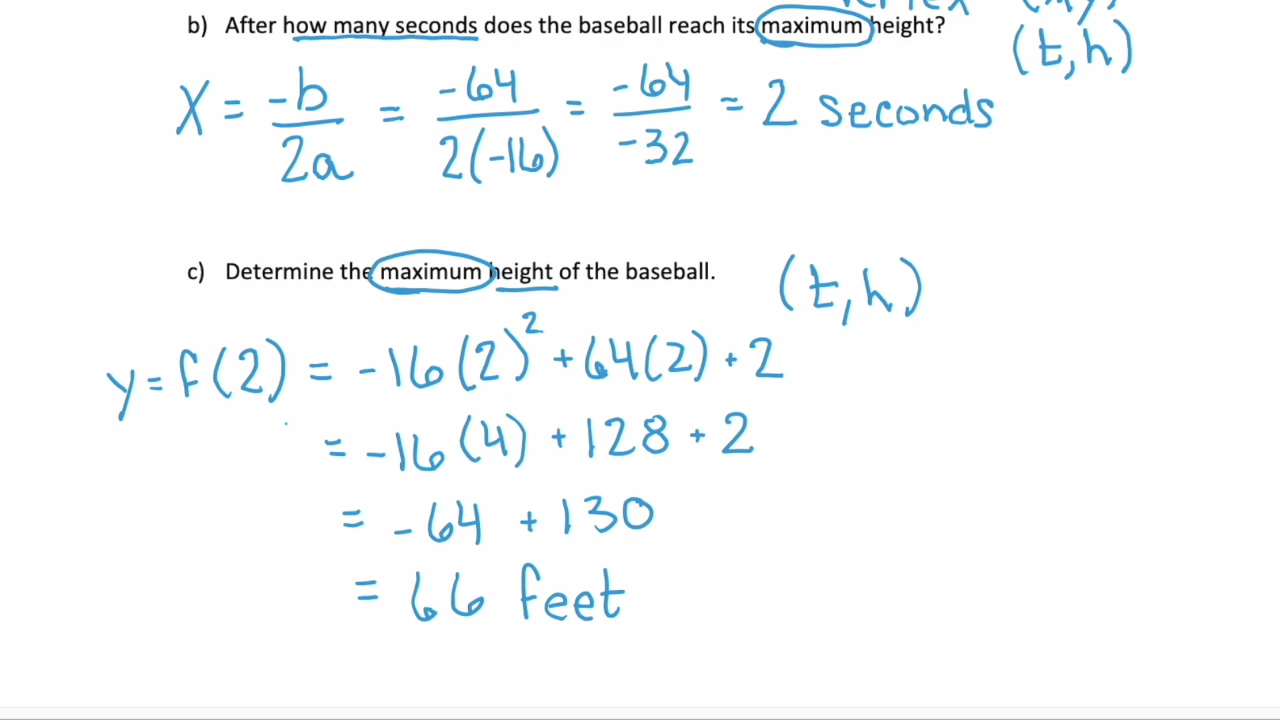 vertex (x,y)
b) After how many seconds does the baseball reach its maximum height?
(t,h)
X = -b/2a = -64/2(-16) = -64/-32 = 2 seconds
c) Determine the maximum height of the baseball.
(t,h)
y = f(2) = -16(2)² + 64(2) + 2
= -16(4) + 128 + 2
= -64 + 130
= 66 feet